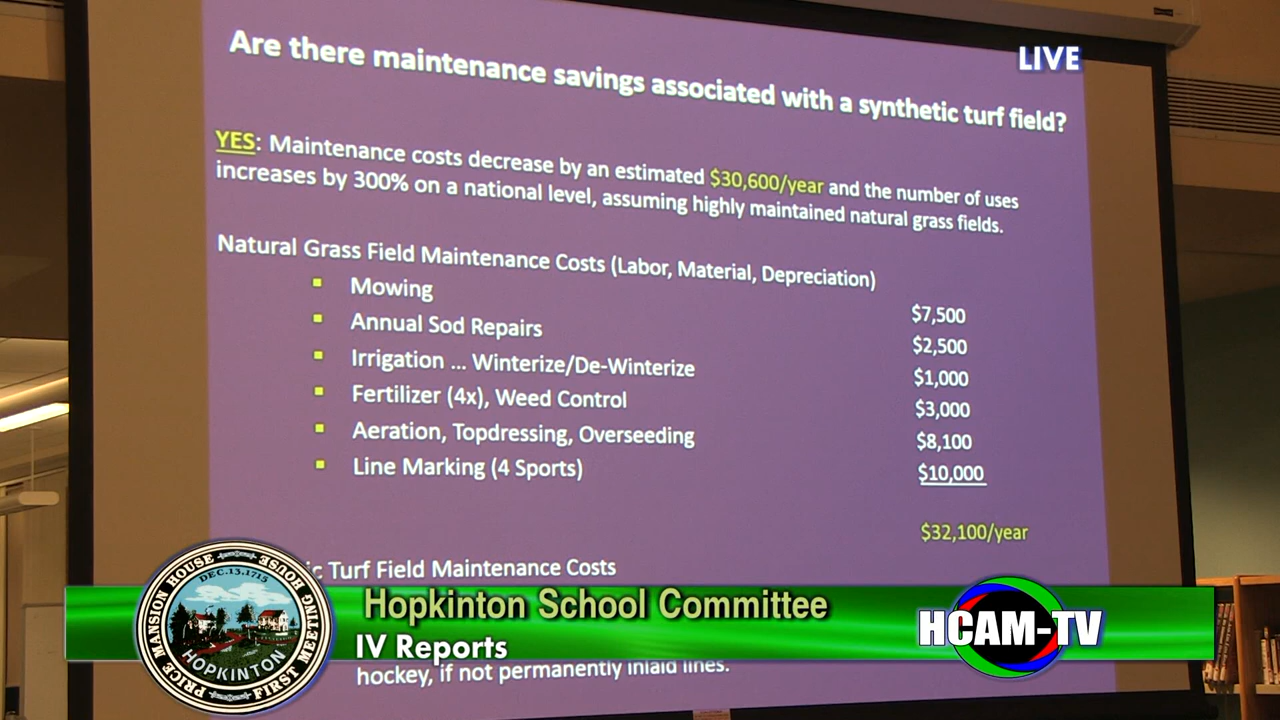 LIVE
Are there maintenance savings associated with a synthetic turf field?
YES: Maintenance costs decrease by an estimated $30,600/year and the number of uses
increases by 300% on a national level, assuming highly maintained natural grass fields.
Natural Grass Field Maintenance Costs (Labor, Material, Depreciation)
▪ Mowing $7,500
▪ Annual Sod Repairs $2,500
▪ Irrigation ... Winterize/De-Winterize $1,000
▪ Fertilizer (4x), Weed Control $3,000
▪ Aeration, Topdressing, Overseeding $8,100
▪ Line Marking (4 Sports) $10,000
$32,100/year
ic Turf Field Maintenance Costs
Hopkinton School Committee
IV Reports
hockey, if not permanently inlaid lines.
PRICE MANSION HOUSE
HOUSE MEETING FIRST
DEC.13.1715
HOPKINTON
HCAM-TV